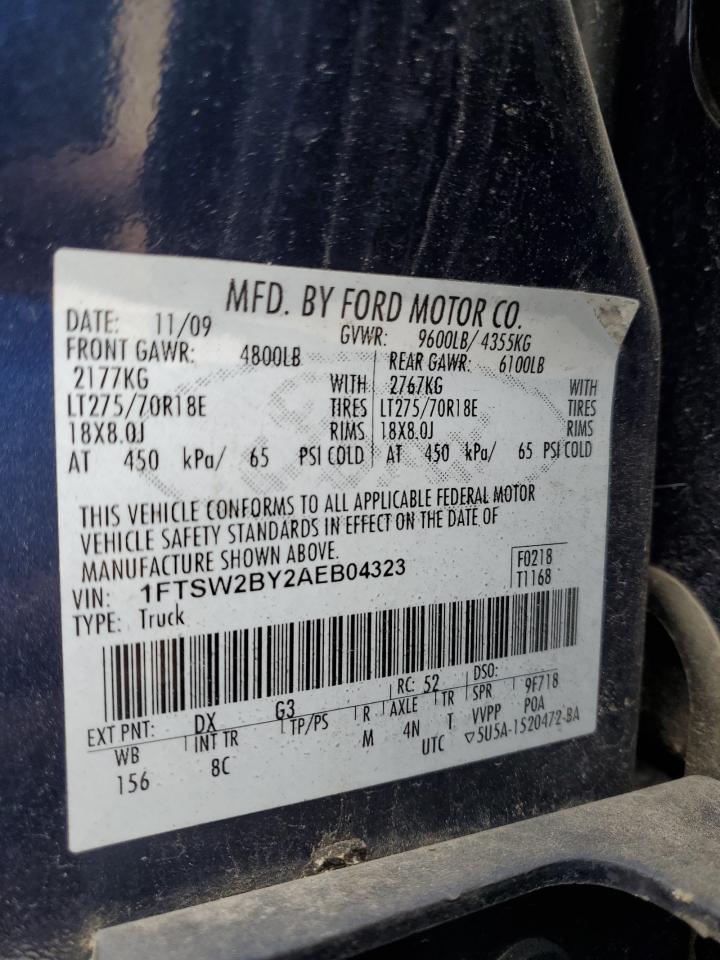 MFD. BY FORD MOTOR CO.
DATE: 11/09 GVWR: 9600LB/ 4355KG
FRONT GAWR: 4800LB REAR GAWR: 6100LB
2177KG WITH 2767KG WITH
LT275/70R18E TIRES LT275/70R18E TIRES
18X8.0J RIMS 18X8.0J RIMS
AT 450 kPa/ 65 PSI COLD AT 450 kPa/ 65 PSI COLD
THIS VEHICLE CONFORMS TO ALL APPLICABLE FEDERAL MOTOR
VEHICLE SAFETY STANDARDS IN EFFECT ON THE DATE OF
MANUFACTURE SHOWN ABOVE.
VIN: 1FTSW2BY2AEB04323 F0218
TYPE: Truck T1168
EXT PNT: DX G3 RC: 52 DSO:
WB INT TR TP/PS R AXLE TR SPR 9F718
156 8C M 4N T VVPP POA
UTC ▽5U5A-1520472-BA